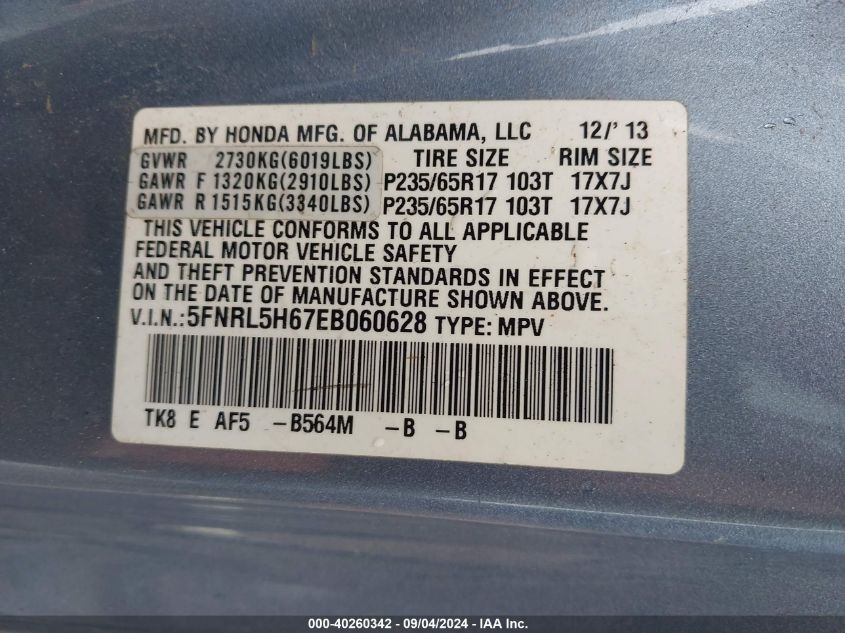 MFD. BY HONDA MFG. OF ALABAMA, LLC 12/'13
GVWR 2730KG(6019LBS) TIRE SIZE RIM SIZE
GAWR F 1320KG(2910LBS) P235/65R17 103T 17X7J
GAWR R 1515KG(3340LBS) P235/65R17 103T 17X7J
THIS VEHICLE CONFORMS TO ALL APPLICABLE
FEDERAL MOTOR VEHICLE SAFETY
AND THEFT PREVENTION STANDARDS IN EFFECT
ON THE DATE OF MANUFACTURE SHOWN ABOVE.
V.I.N.:5FNRL5H67EB060628 TYPE: MPV
TK8 E AF5 -B564M -B -B
000-40260342 - 09/04/2024 - IAA Inc.